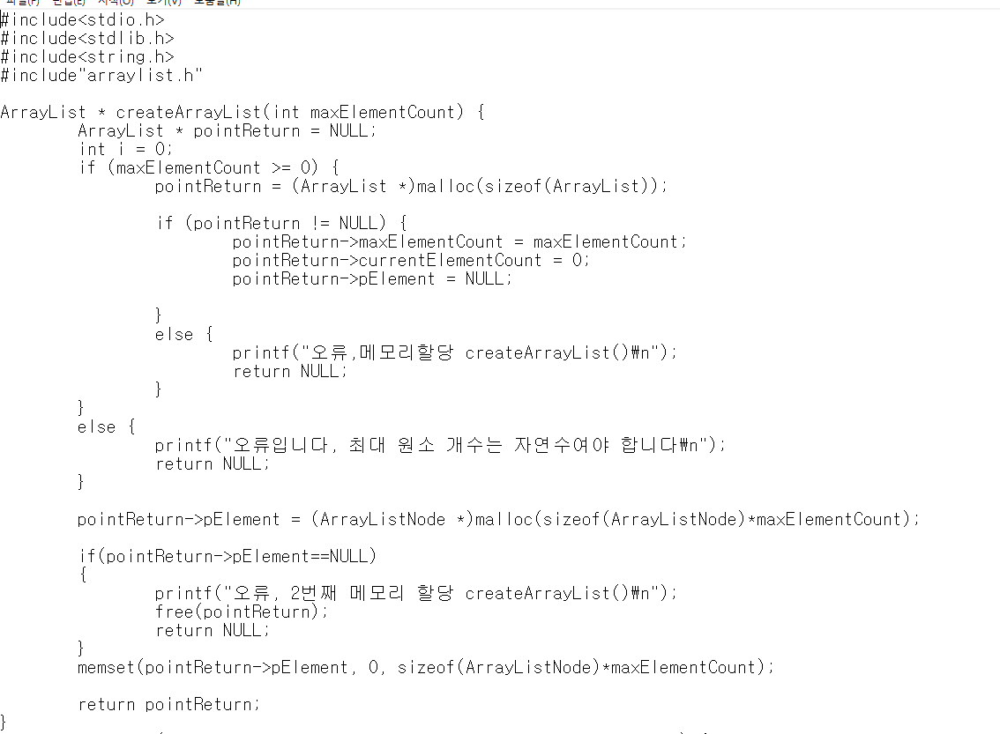 #include<stdio.h>
#include<stdlib.h>
#include<string.h>
#include"arraylist.h"
ArrayList * createArrayList(int maxElementCount) {
ArrayList * pointReturn = NULL;
int i = 0;
if (maxElementCount >= 0) {
pointReturn = (ArrayList *)malloc(sizeof(ArrayList));
if (pointReturn != NULL) {
pointReturn->maxElementCount = maxElementCount;
pointReturn->currentElementCount = 0;
pointReturn->pElement = NULL;
}
else {
printf("오류,메모리할당 createArrayList()₩n");
return NULL;
}
}
else {
printf("오류입니다, 최대 원소 개수는 자연수여야 합니다₩n");
return NULL;
}
pointReturn->pElement = (ArrayListNode *)malloc(sizeof(ArrayListNode)*maxElementCount);
if(pointReturn->pElement==NULL)
{
printf("오류, 2번째 메모리 할당 createArrayList()₩n");
free(pointReturn);
return NULL;
}
memset(pointReturn->pElement, 0, sizeof(ArrayListNode)*maxElementCount);
return pointReturn;
}